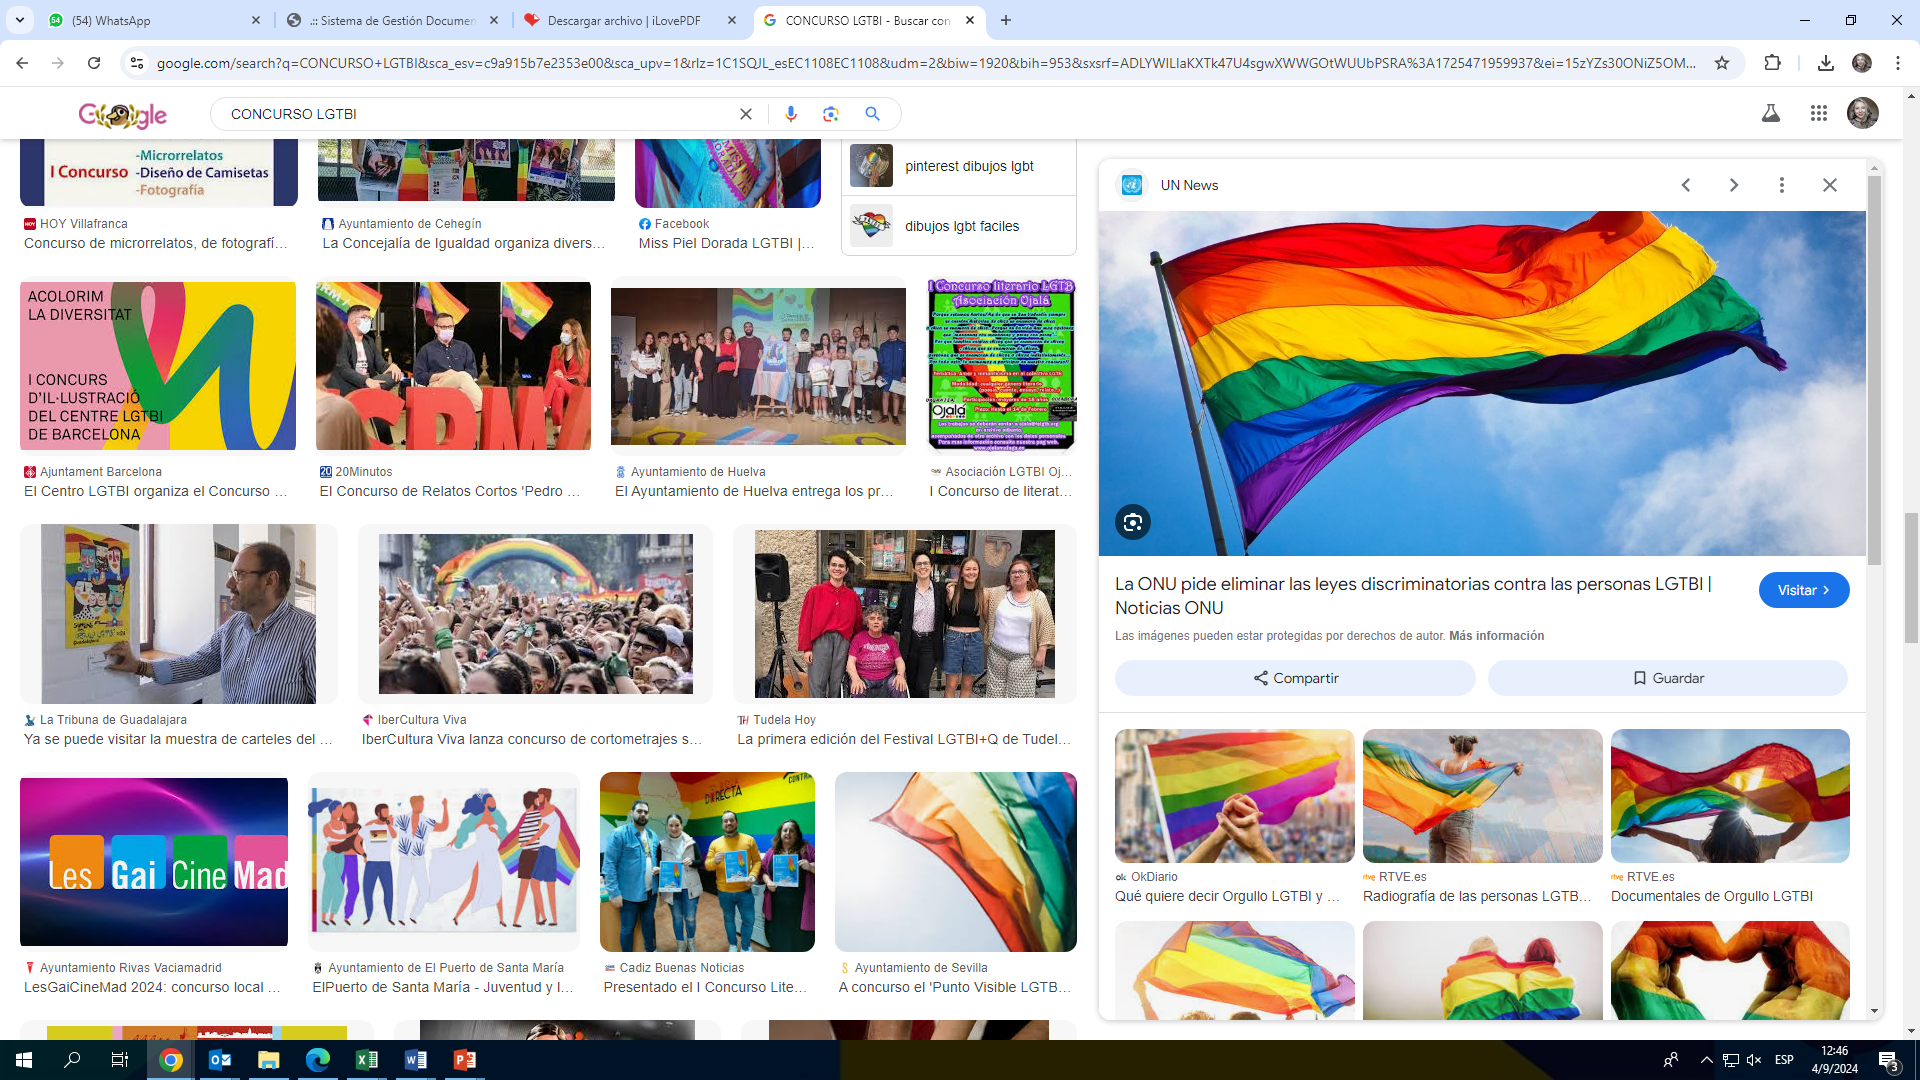 (54) WhatsApp
.:: Sistema de Gestión Documen
Descargar archivo | iLovePDF
CONCURSO LGTBI - Buscar con
google.com/search?q=CONCURSO+LGTBI&sca_esv=c9a915b7e2353e00&sca_upv=1&rlz=1C1SQJL_esEC1108EC1108&udm=2&biw=1920&bih=953&sxsrf=ADLYWILIaKXTk47U4sgwXWWGOtWUUbPSRA%3A1725471959937&ei=15zYZs30ONiZ5OM...
Google
CONCURSO LGTBI
-Microrrelatos
I Concurso -Diseño de Camisetas
-Fotografía
HOY Villafranca
Concurso de microrrelatos, de fotografí...
Ayuntamiento de Cehegín
La Concejalía de Igualdad organiza divers...
Facebook
Miss Piel Dorada LGTBI |...
pinterest dibujos lgbt
dibujos lgbt faciles
ACOLORIM
LA DIVERSITAT
I CONCURS
D'IL·LUSTRACIÓ
DEL CENTRE LGTBI
DE BARCELONA
Ajuntament Barcelona
El Centro LGTBI organiza el Concurso ...
20Minutos
El Concurso de Relatos Cortos 'Pedro ...
Ayuntamiento de Huelva
El Ayuntamiento de Huelva entrega los pr...
I Concurso literario LGTB
Asociación Ojalá
Ojalá
Asociación LGTBI Oj...
I Concurso de literat...
La Tribuna de Guadalajara
Ya se puede visitar la muestra de carteles del ...
IberCultura Viva
IberCultura Viva lanza concurso de cortometrajes s...
Tudela Hoy
La primera edición del Festival LGTBI+Q de Tudel...
Les Gai Cine Mad
Ayuntamiento Rivas Vaciamadrid
LesGaiCineMad 2024: concurso local ...
Ayuntamiento de El Puerto de Santa María
ElPuerto de Santa María - Juventud y I...
DIRECTA
Cadiz Buenas Noticias
Presentado el I Concurso Lite...
Ayuntamiento de Sevilla
A concurso el 'Punto Visible LGTB...
UN News
La ONU pide eliminar las leyes discriminatorias contra las personas LGTBI |
Noticias ONU
Visitar
Las imágenes pueden estar protegidas por derechos de autor. Más información
Compartir
Guardar
OkDiario
Qué quiere decir Orgullo LGTBI y ...
RTVE.es
Radiografía de las personas LGTB...
RTVE.es
Documentales de Orgullo LGTBI
ESP
12:46
4/9/2024
3